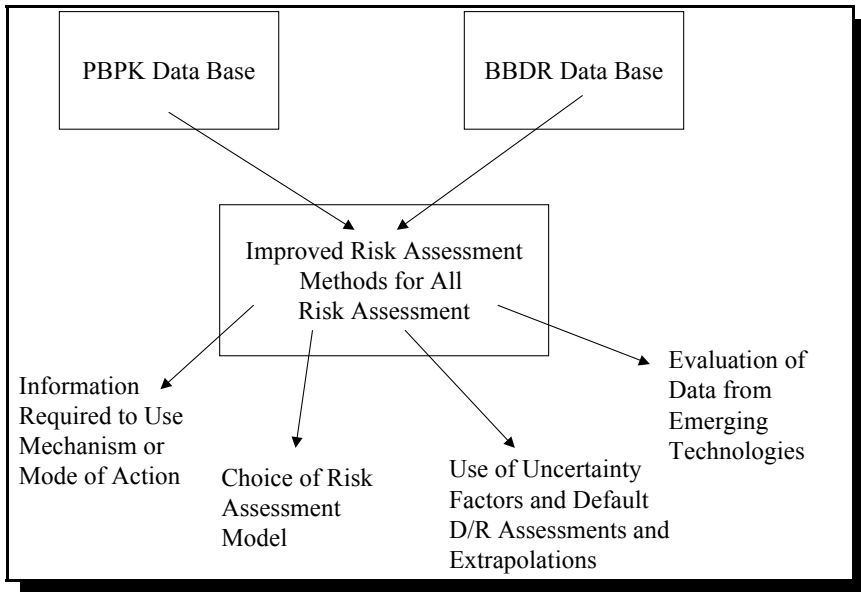 PBPK Data Base
BBDR Data Base
Improved Risk Assessment
Methods for All
Risk Assessment
Information
Required to Use
Mechanism or
Mode of Action
Choice of Risk
Assessment
Model
Use of Uncertainty
Factors and Default
D/R Assessments and
Extrapolations
Evaluation of
Data from
Emerging
Technologies